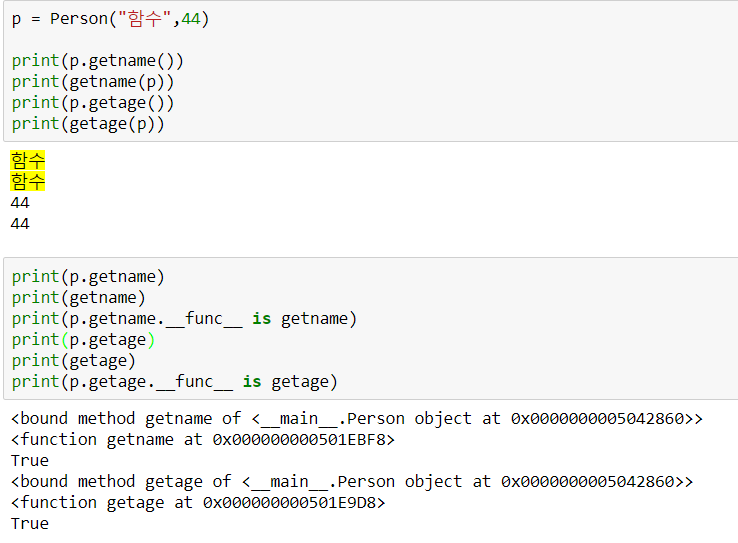 p = Person("함수",44)
print(p.getname())
print(getname(p))
print(p.getage())
print(getage(p))
함수
함수
44
44
print(p.getname)
print(getname)
print(p.getname.__func__ is getname)
print(p.getage)
print(getage)
print(p.getage.__func__ is getage)
<bound method getname of <__main__.Person object at 0x0000000005042860>>
<function getname at 0x000000000501EBF8>
True
<bound method getage of <__main__.Person object at 0x0000000005042860>>
<function getage at 0x000000000501E9D8>
True